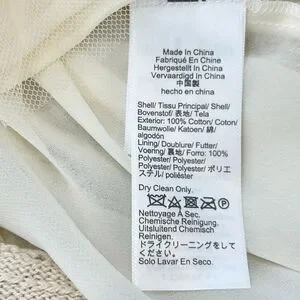 Made In China
Fabriqué En Chine
Hergestellt In China
Vervaardigd In China
中国製
hecho en china
Shell/ Tissu Principal/ Shell/
Bovenstof/ 表地/ Tela
Exterior: 100% Cotton/ Coton/
Baumwolle/ Katoen/ 綿/
algodón
Lining/ Doublure/ Futter/
Voering/ 裏地/ Forro: 100%
Polyester/ Polyester/
Polyester/ Polyester/ ポリエ
ステル/ poliéster
Dry Clean Only.
Nettoyage À Sec.
Chemische Reinigung.
Uitsluitend Chemisch
Reinigen.
ドライクリーニングをして
ください。
Solo Lavar En Seco.